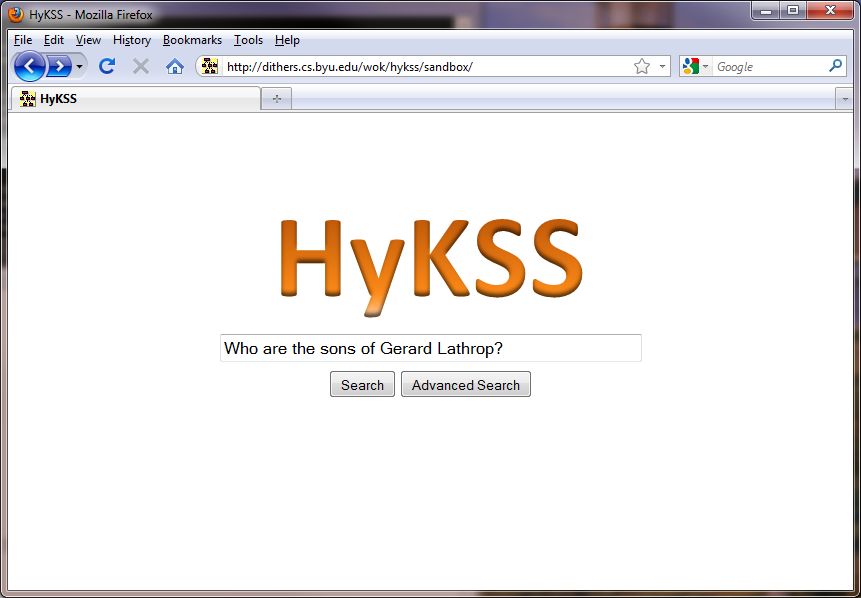 HyKSS - Mozilla Firefox
File Edit View History Bookmarks Tools Help
http://dithers.cs.byu.edu/wok/hykss/sandbox/ Google
HyKSS
HyKSS
Who are the sons of Gerard Lathrop?
Search Advanced Search